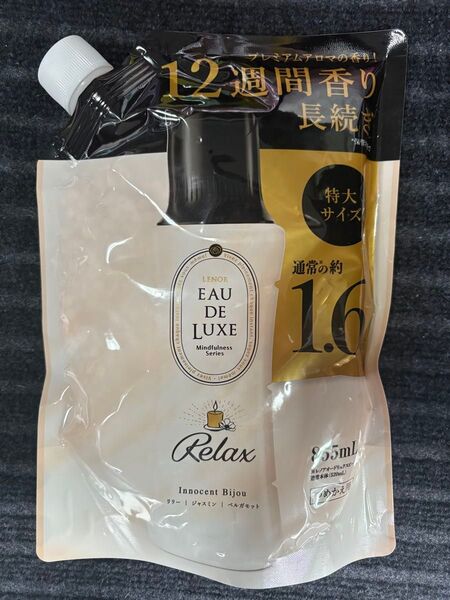 プレミアムアロマの香り!
12週間香り
長続き
特大
サイズ
通常の約
1.6
LENOR
EAU
DE
LUXE
Mindfulness
Series
Relax
Innocent Bijou
リリー | ジャスミン | ベルガモット
855mL
めかえ